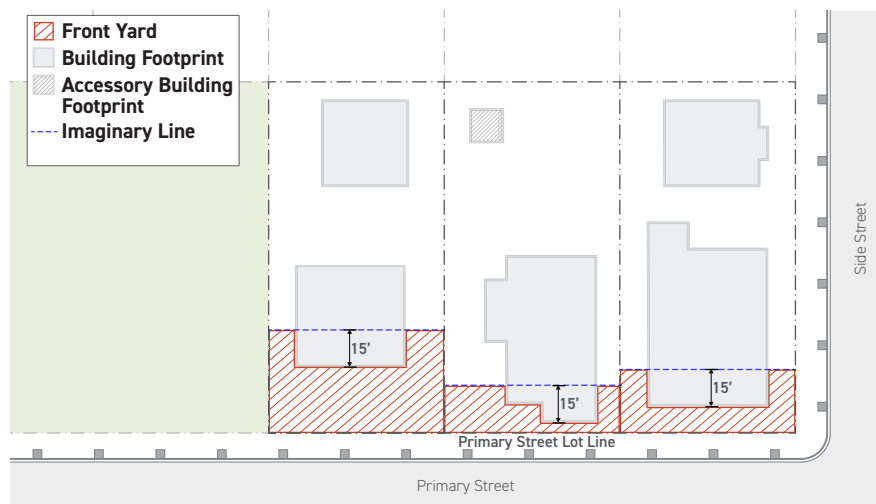 Front Yard
Building Footprint
Accessory Building
Footprint
Imaginary Line
Side Street
15’
15’
15’
Primary Street Lot Line
Primary Street